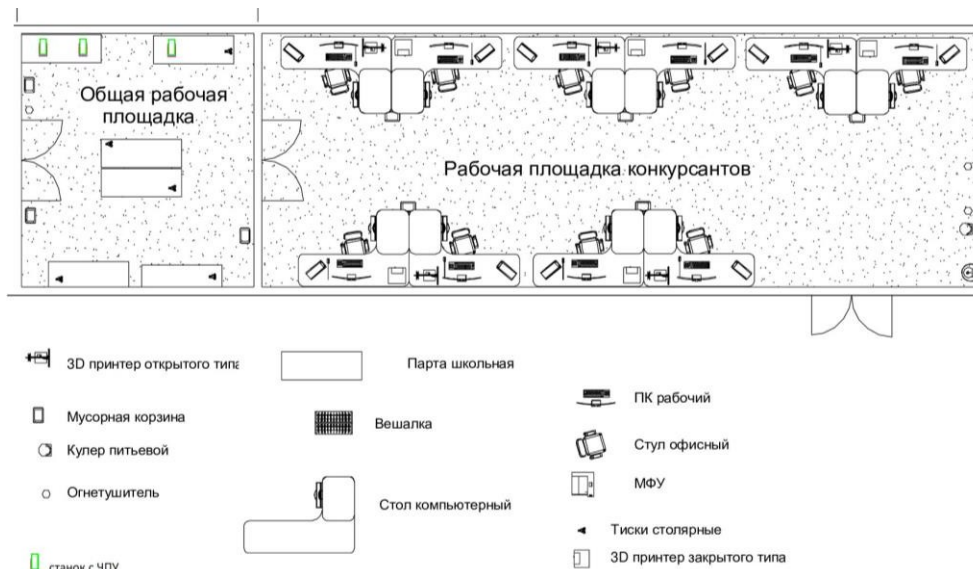 Общая рабочая
площадка
Рабочая площадка конкурсантов
3D принтер открытого типа
Парта школьная
ПК рабочий
Мусорная корзина
Вешалка
Кулер питьевой
Стул офисный
МФУ
Огнетушитель
Стол компьютерный
Тиски столярные
3D принтер закрытого типа
станок с ЧПУ